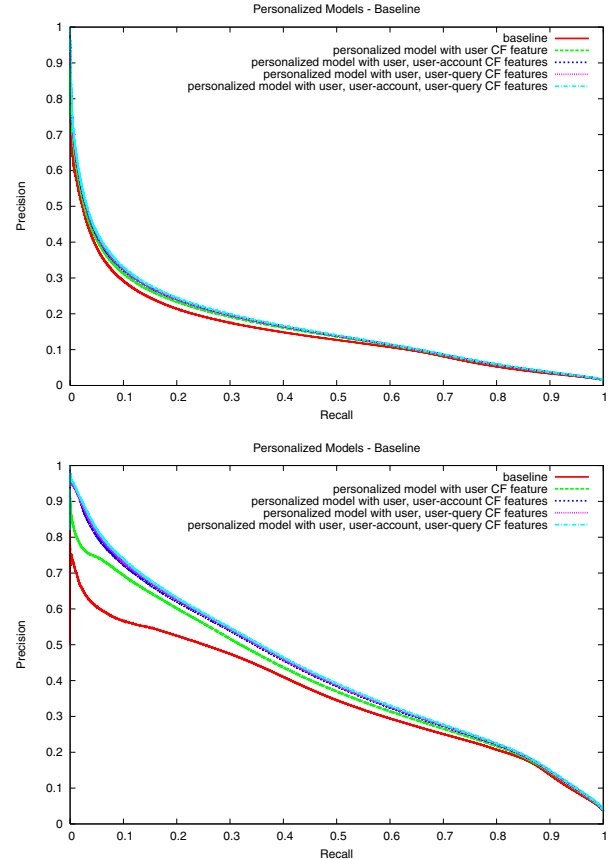 Personalized Models - Baseline
1
0.9
0.8
0.7
0.6
0.5
0.4
0.3
0.2
0.1
0
Precision
baseline
personalized model with user CF feature
personalized model with user, user-account CF features
personalized model with user, user-query CF features
personalized model with user, user-account, user-query CF features
0 0.1 0.2 0.3 0.4 0.5 0.6 0.7 0.8 0.9 1
Recall
Personalized Models - Baseline
1
0.9
0.8
0.7
0.6
0.5
0.4
0.3
0.2
0.1
0
Precision
baseline
personalized model with user CF feature
personalized model with user, user-account CF features
personalized model with user, user-query CF features
personalized model with user, user-account, user-query CF features
0 0.1 0.2 0.3 0.4 0.5 0.6 0.7 0.8 0.9 1
Recall